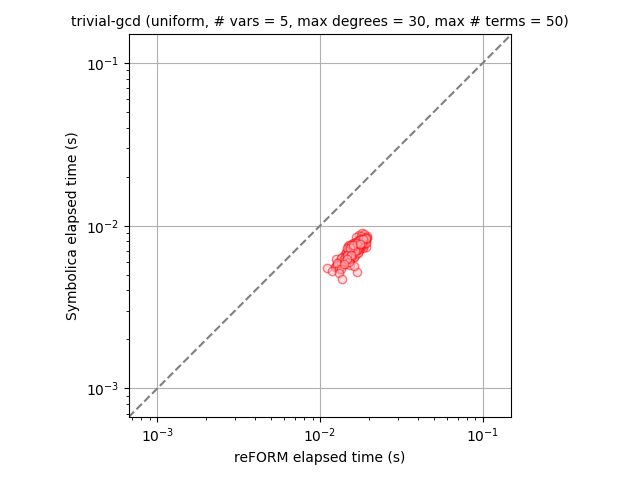 trivial-gcd (uniform, # vars = 5, max degrees = 30, max # terms = 50)
Symbolica elapsed time (s)
10⁻¹
10⁻²
10⁻³
10⁻³
10⁻²
10⁻¹
reFORM elapsed time (s)